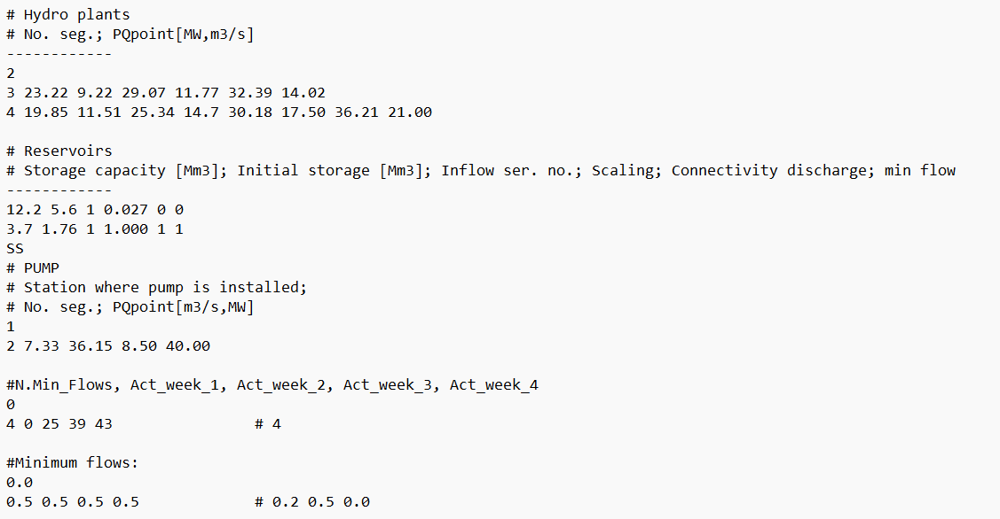 # Hydro plants
# No. seg.; PQpoint[MW,m3/s]
------------
2
3 23.22 9.22 29.07 11.77 32.39 14.02
4 19.85 11.51 25.34 14.7 30.18 17.50 36.21 21.00
# Reservoirs
# Storage capacity [Mm3]; Initial storage [Mm3]; Inflow ser. no.; Scaling; Connectivity discharge; min flow
------------
12.2 5.6 1 0.027 0 0
3.7 1.76 1 1.000 1 1
SS
# PUMP
# Station where pump is installed;
# No. seg.; PQpoint[m3/s,MW]
1
2 7.33 36.15 8.50 40.00
#N.Min_Flows, Act_week_1, Act_week_2, Act_week_3, Act_week_4
0
4 0 25 39 43                # 4
#Minimum flows:
0.0
0.5 0.5 0.5 0.5             # 0.2 0.5 0.0